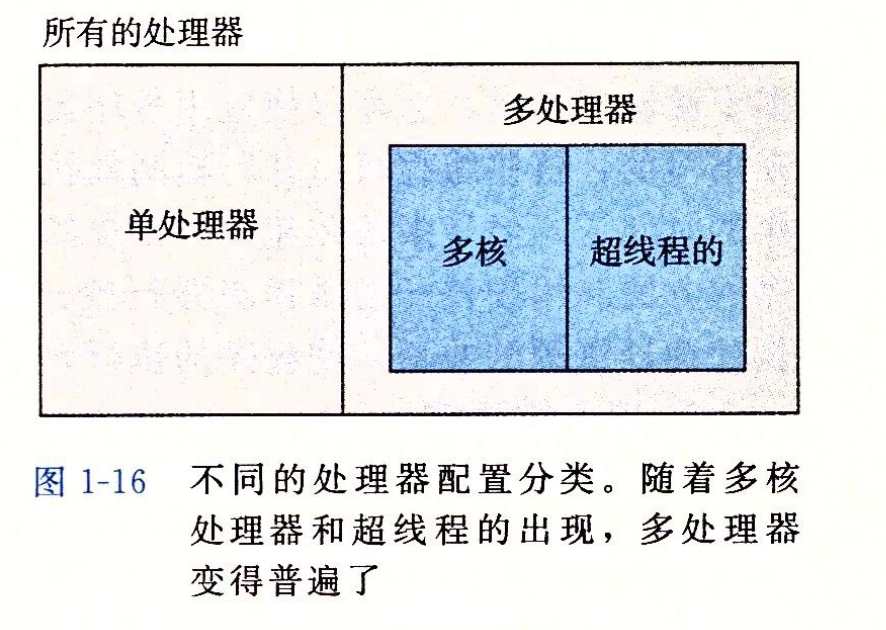 所有的处理器
多处理器
单处理器
多核
超线程的
图 1-16 不同的处理器配置分类。随着多核
处理器和超线程的出现，多处理器
变得普遍了